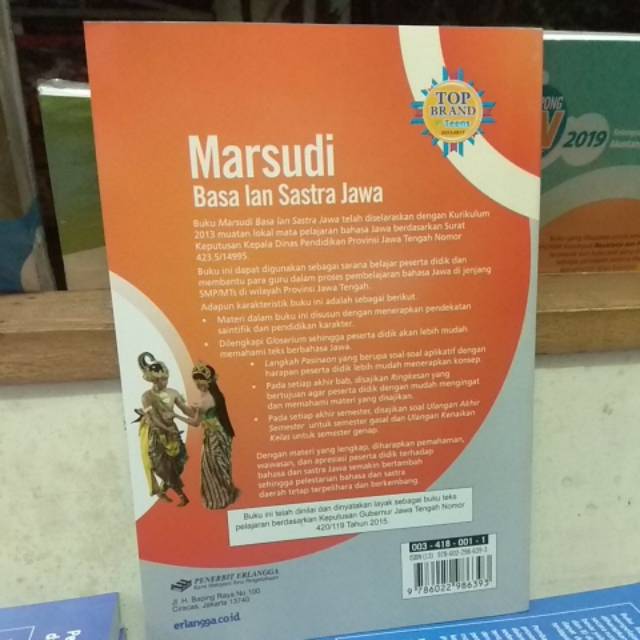 TOP
BRAND
Teens
2019
Marsudi
Basa lan Sastra Jawa
Buku Marsudi Basa lan Sastra Jawa telah diselaraskan dengan Kurikulum
2013 muatan lokal mata pelajaran bahasa Jawa berdasarkan Surat
Keputusan Kepala Dinas Pendidikan Provinsi Jawa Tengah Nomor
423.5/14995.
Buku ini dapat digunakan sebagai sarana belajar peserta didik dan
membantu para guru dalam proses pembelajaran bahasa Jawa di jenjang
SMP/MTs di wilayah Provinsi Jawa Tengah.
Adapun karakteristik buku ini adalah sebagai berikut.
• Materi dalam buku ini disusun dengan menerapkan pendekatan
saintifik dan pendidikan karakter.
• Dilengkapi Glosarium sehingga peserta didik akan lebih mudah
memahami teks berbahasa Jawa.
• Langkah Pasinaon yang berupa soal-soal aplikatif dengan
harapan peserta didik lebih mudah menerapkan konsep.
• Pada setiap akhir bab, disajikan Ringkesan yang
bertujuan agar peserta didik dengan mudah mengingat
dan memahami materi yang disajikan.
• Pada setiap akhir semester, disajikan soal Ulangan Akhir
Semester untuk semester gasal dan Ulangan Kenaikan
Kelas untuk semester genap.
Dengan materi yang lengkap, diharapkan pemahaman,
wawasan, dan apresiasi peserta didik terhadap
bahasa dan sastra Jawa semakin bertambah
sehingga pelestarian bahasa dan sastra
daerah tetap terpelihara dan berkembang.
Buku ini telah dinilai dan dinyatakan layak sebagai buku teks
pelajaran berdasarkan Keputusan Gubernur Jawa Tengah Nomor
420/119 Tahun 2015.
003 - 418 - 001 - 1
9 786022 986393
PENERBIT ERLANGGA
Kami Melayani Ilmu Pengetahuan
Jl. H. Baping Raya No. 100
Ciracas, Jakarta 13740
erlangga.co.id